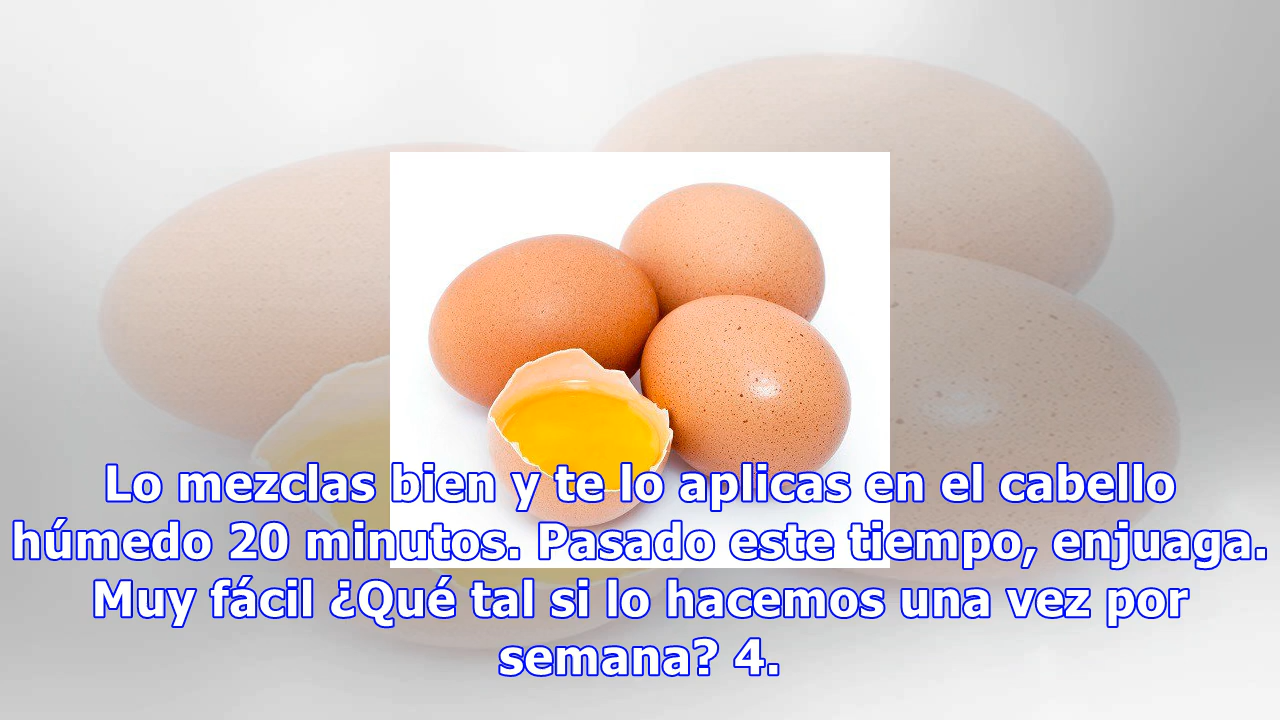 Lo mezclas bien y te lo aplicas en el cabello
húmedo 20 minutos. Pasado este tiempo, enjuaga.
Muy fácil ¿Qué tal si lo hacemos una vez por
semana? 4.